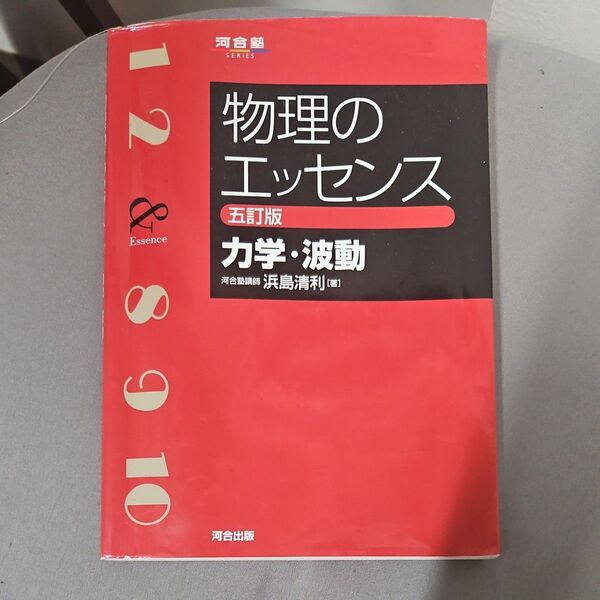 河合塾
SERIES
物理の
エッセンス
五訂版
力学・波動
河合塾講師 浜島清利[著]
1
2
&
Essence
8
9
10
河合出版